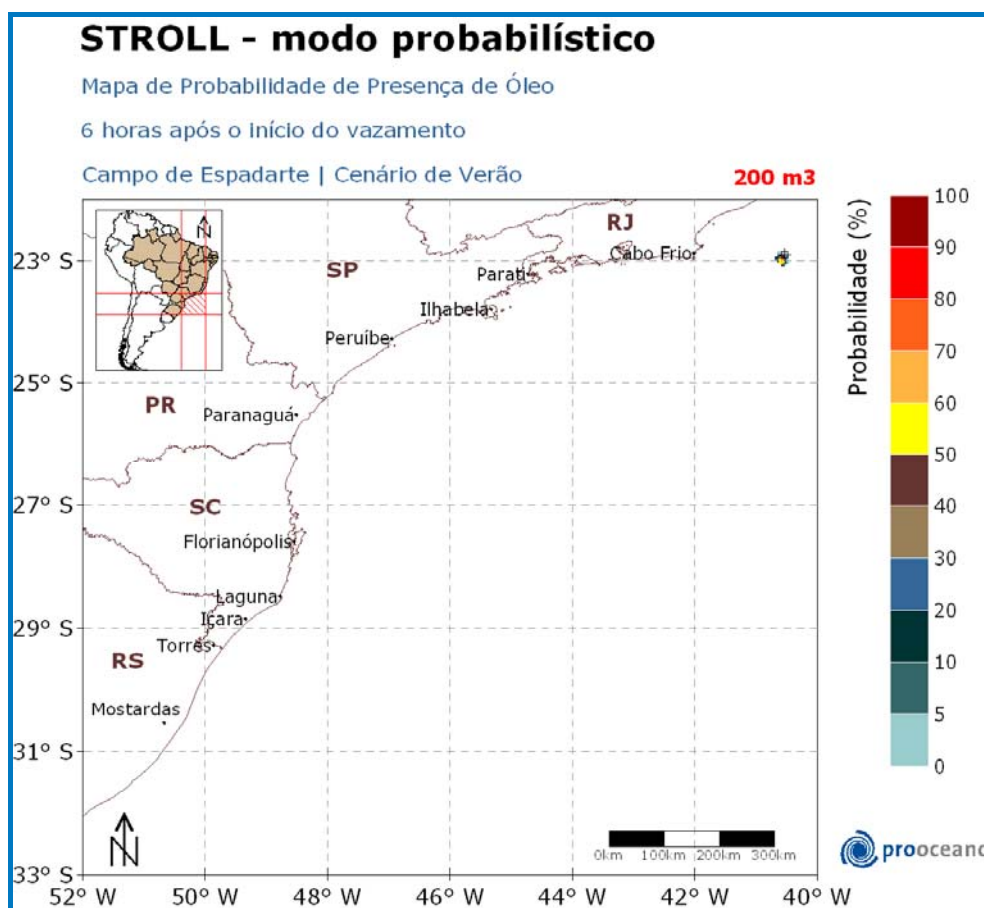 STROLL - modo probabilístico
Mapa de Probabilidade de Presença de Óleo
6 horas após o início do vazamento
Campo de Espadarte | Cenário de Verão
200 m3
N
RJ
SP
Cabo Frio
Parati
Ilhabela
Peruíbe
PR
Paranaguá
SC
Florianópolis
Laguna
Içara
Torres
RS
Mostardas
23° S
25° S
27° S
29° S
31° S
33° S
52° W
50° W
48° W
46° W
44° W
42° W
40° W
N
0km
100km
200km
300km
Probabilidade (%)
100
90
80
70
60
50
40
30
20
10
5
0
prooceano